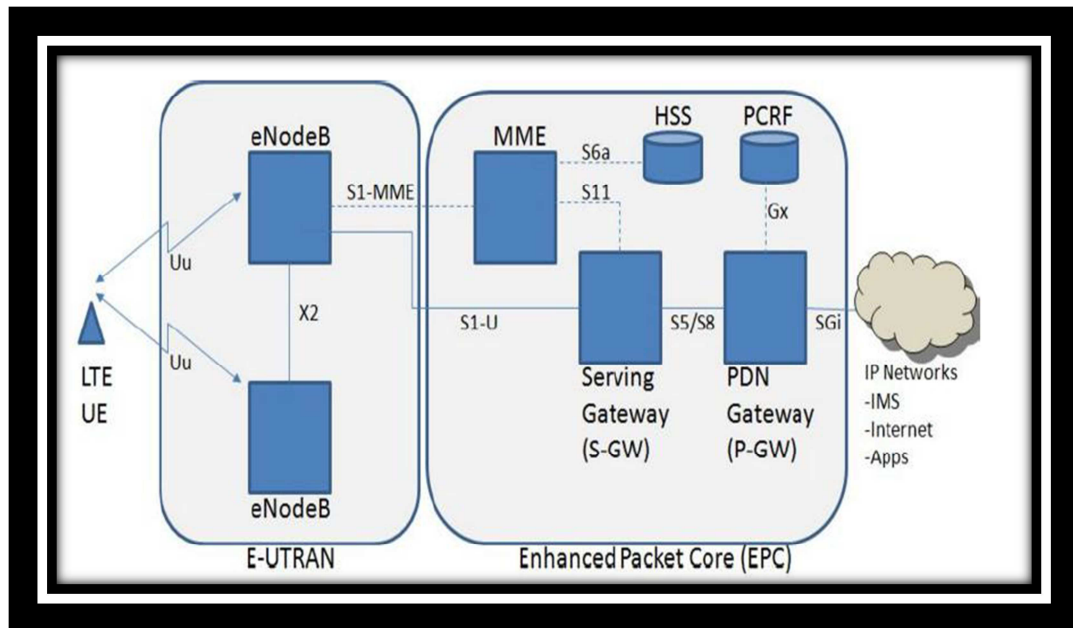 eNodeB
MME
HSS
PCRF
S6a
S1-MME
S11
Gx
Uu
X2
S1-U
S5/S8
SGi
Uu
LTE
UE
Serving
Gateway
(S-GW)
PDN
Gateway
(P-GW)
IP Networks
-IMS
-Internet
-Apps
eNodeB
E-UTRAN
Enhanced Packet Core (EPC)